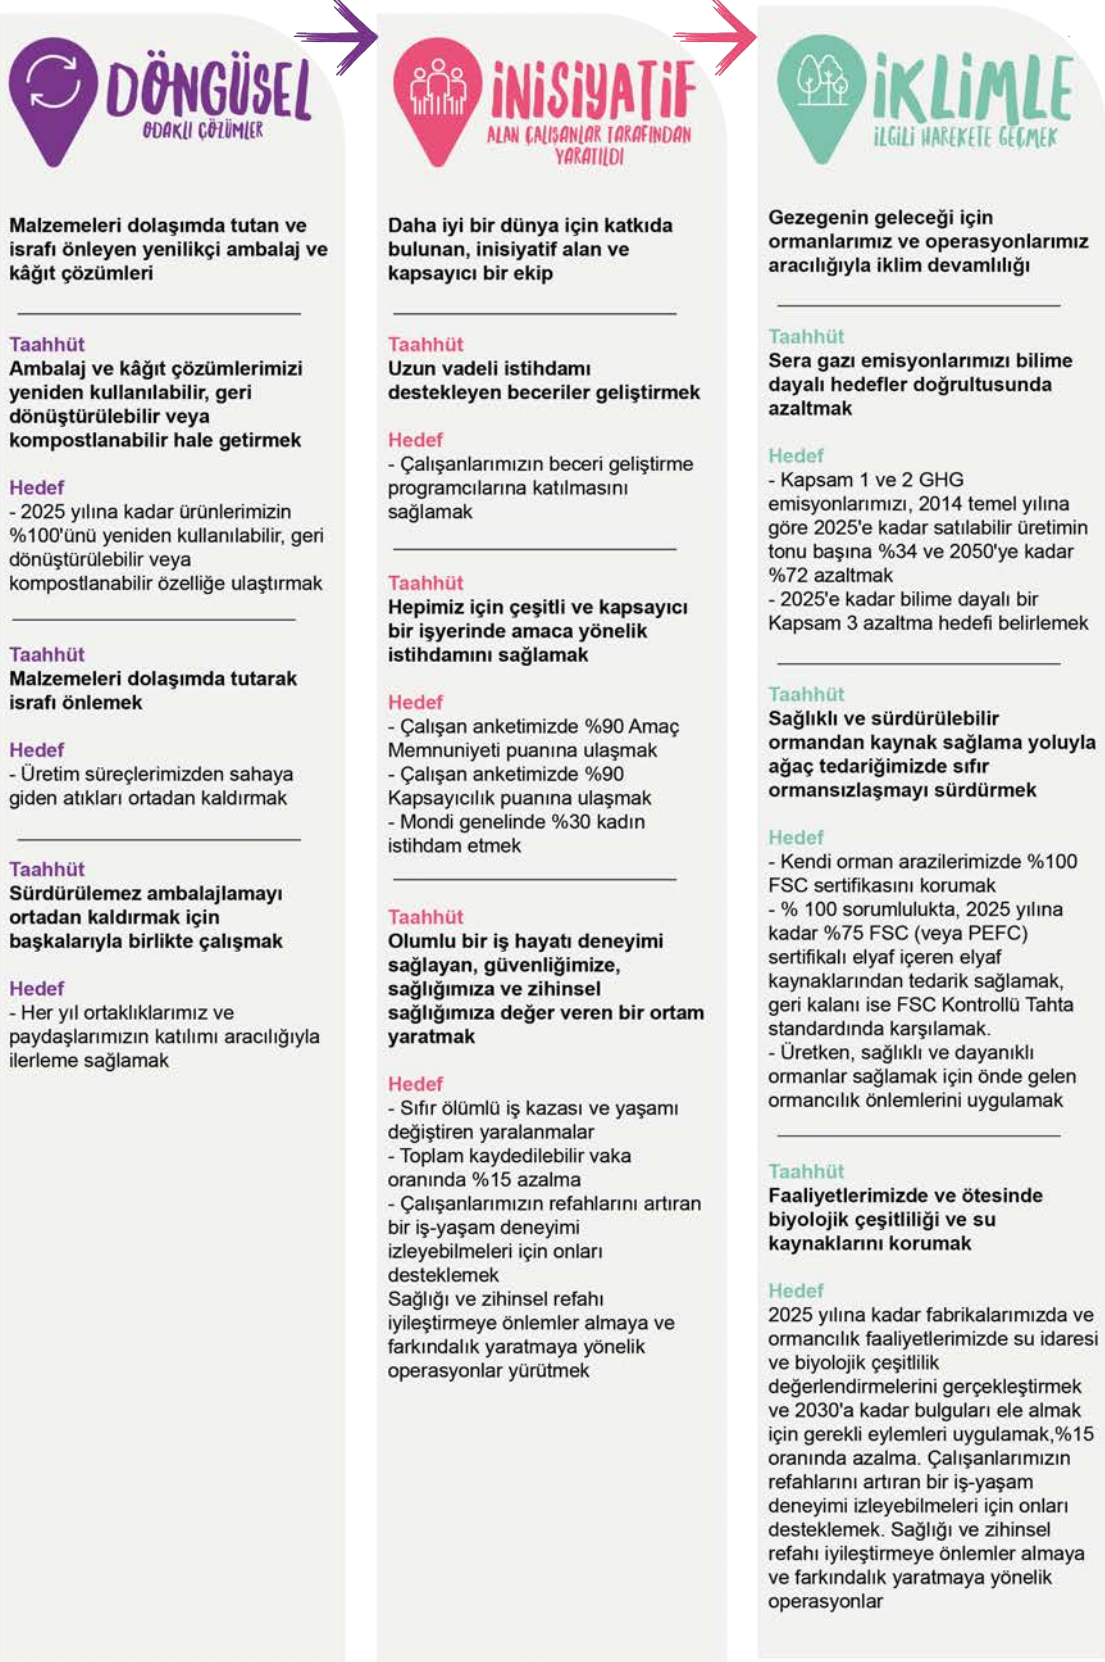 DÖNGÜSEL
ODAKLI ÇÖZÜMLER
Malzemeleri dolaşımda tutan ve
israfı önleyen yenilikçi ambalaj ve
kâğıt çözümleri
Taahhüt
Ambalaj ve kâğıt çözümlerimizi
yeniden kullanılabilir, geri
dönüştürülebilir veya
kompostlanabilir hale getirmek
Hedef
- 2025 yılına kadar ürünlerimizin
%100'ünü yeniden kullanılabilir, geri
dönüştürülebilir veya
kompostlanabilir özelliğe ulaştırmak
Taahhüt
Malzemeleri dolaşımda tutarak
israfı önlemek
Hedef
- Üretim süreçlerimizden sahaya
giden atıkları ortadan kaldırmak
Taahhüt
Sürdürülemez ambalajlamayı
ortadan kaldırmak için
başkalarıyla birlikte çalışmak
Hedef
- Her yıl ortaklıklarımız ve
paydaşlarımızın katılımı aracılığıyla
ilerleme sağlamak
İNİSİYATİF
ALAN ÇALIŞANLAR TARAFINDAN
YARATILDI
Daha iyi bir dünya için katkıda
bulunan, inisiyatif alan ve
kapsayıcı bir ekip
Taahhüt
Uzun vadeli istihdamı
destekleyen beceriler geliştirmek
Hedef
- Çalışanlarımızın beceri geliştirme
programcılarına katılmasını
sağlamak
Taahhüt
Hepimiz için çeşitli ve kapsayıcı
bir işyerinde amaca yönelik
istihdamını sağlamak
Hedef
- Çalışan anketimizde %90 Amaç
Memnuniyeti puanına ulaşmak
- Çalışan anketimizde %90
Kapsayıcılık puanına ulaşmak
- Mondi genelinde %30 kadın
istihdam etmek
Taahhüt
Olumlu bir iş hayatı deneyimi
sağlayan, güvenliğimize,
sağlığımıza ve zihinsel
sağlığımıza değer veren bir ortam
yaratmak
Hedef
- Sıfır ölümlü iş kazası ve yaşamı
değiştiren yaralanmalar
- Toplam kaydedilebilir vaka
oranında %15 azalma
- Çalışanlarımızın refahlarını artıran
bir iş-yaşam deneyimi
izleyebilmeleri için onları
desteklemek
Sağlığı ve zihinsel refahı
iyileştirmeye önlemler almaya ve
farkındalık yaratmaya yönelik
operasyonlar yürütmek
İKLİMLE
İLGİLİ HAREKETE GEÇMEK
Gezegenin geleceği için
ormanlarımız ve operasyonlarımız
aracılığıyla iklim devamlılığı
Taahhüt
Sera gazı emisyonlarımızı bilime
dayalı hedefler doğrultusunda
azaltmak
Hedef
- Kapsam 1 ve 2 GHG
emisyonlarımızı, 2014 temel yılına
göre 2025'e kadar satılabilir üretimin
tonu başına %34 ve 2050'ye kadar
%72 azaltmak
- 2025'e kadar bilime dayalı bir
Kapsam 3 azaltma hedefi belirlemek
Taahhüt
Sağlıklı ve sürdürülebilir
ormandan kaynak sağlama yoluyla
ağaç tedariğimizde sıfır
ormansızlaşmayı sürdürmek
Hedef
- Kendi orman arazilerimizde %100
FSC sertifikasını korumak
- % 100 sorumlulukta, 2025 yılına
kadar %75 FSC (veya PEFC)
sertifikalı elyaf içeren elyaf
kaynaklarından tedarik sağlamak,
geri kalanı ise FSC Kontrollü Tahta
standardında karşılamak.
- Üretken, sağlıklı ve dayanıklı
ormanlar sağlamak için önde gelen
ormancılık önlemlerini uygulamak
Taahhüt
Faaliyetlerimizde ve ötesinde
biyolojik çeşitliliği ve su
kaynaklarını korumak
Hedef
2025 yılına kadar fabrikalarımızda ve
ormancılık faaliyetlerimizde su idaresi
ve biyolojik çeşitlilik
değerlendirmelerini gerçekleştirmek
ve 2030'a kadar bulguları ele almak
için gerekli eylemleri uygulamak,%15
oranında azalma. Çalışanlarımızın
refahlarını artıran bir iş-yaşam
deneyimi izleyebilmeleri için onları
desteklemek. Sağlığı ve zihinsel
refahı iyileştirmeye önlemler almaya
ve farkındalık yaratmaya yönelik
operasyonlar